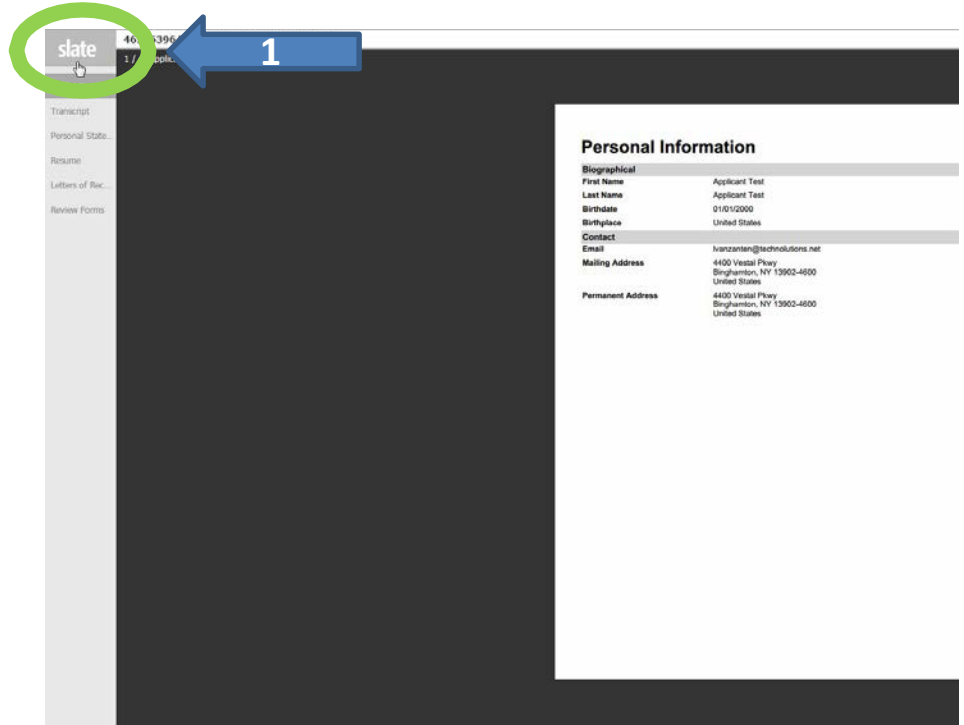 slate
1
Transcript
Personal State...
Resume
Letters of Rec...
Review Forms
Personal Information
Biographical
First Name Applicant Test
Last Name Applicant Test
Birthdate 01/01/2000
Birthplace United States
Contact
Email lvanzanten@technolutions.net
Mailing Address 4400 Vestal Pkwy
Binghamton, NY 13902-4600
United States
Permanent Address 4400 Vestal Pkwy
Binghamton, NY 13902-4600
United States